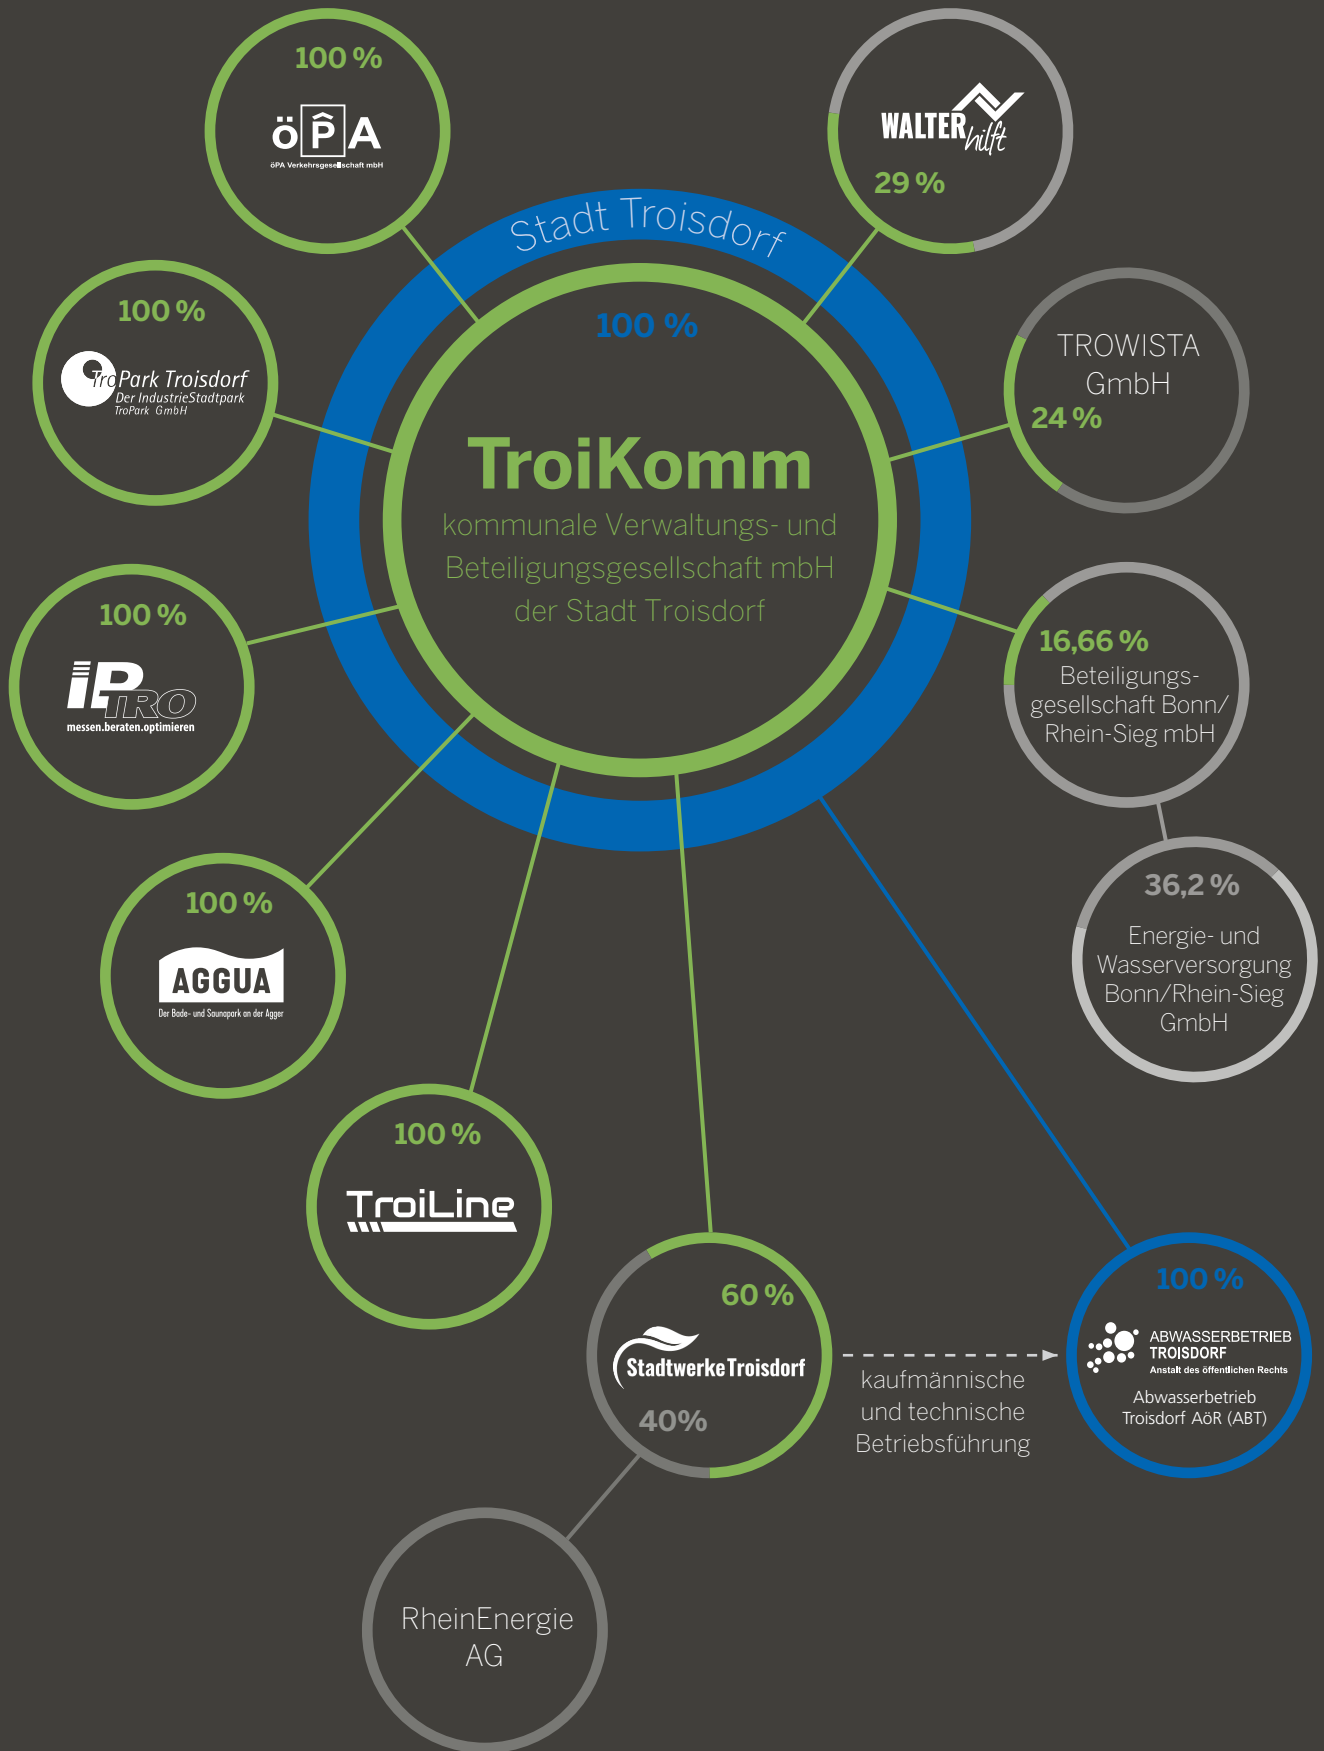 100 %
öPA
öPA Verkehrsgesellschaft mbH
WALTER
hilft
29 %
Stadt Troisdorf
100 %
TroPark Troisdorf
Der IndustrieStadtpark
TroPark GmbH
100 %
TroiKomm
kommunale Verwaltungs- und
Beteiligungsgesellschaft mbH
der Stadt Troisdorf
TROWISTA
GmbH
24 %
100 %
iPTRO
messen.beraten.optimieren
16,66 %
Beteiligungs-
gesellschaft Bonn/
Rhein-Sieg mbH
36,2 %
Energie- und
Wasserversorgung
Bonn/Rhein-Sieg
GmbH
100 %
AGGUA
Der Bade- und Saunapark an der Agger
100 %
TroiLine
60 %
Stadtwerke Troisdorf
40%
kaufmännische
und technische
Betriebsführung
100 %
ABWASSERBETRIEB
TROISDORF
Anstalt des öffentlichen Rechts
Abwasserbetrieb
Troisdorf AöR (ABT)
RheinEnergie
AG